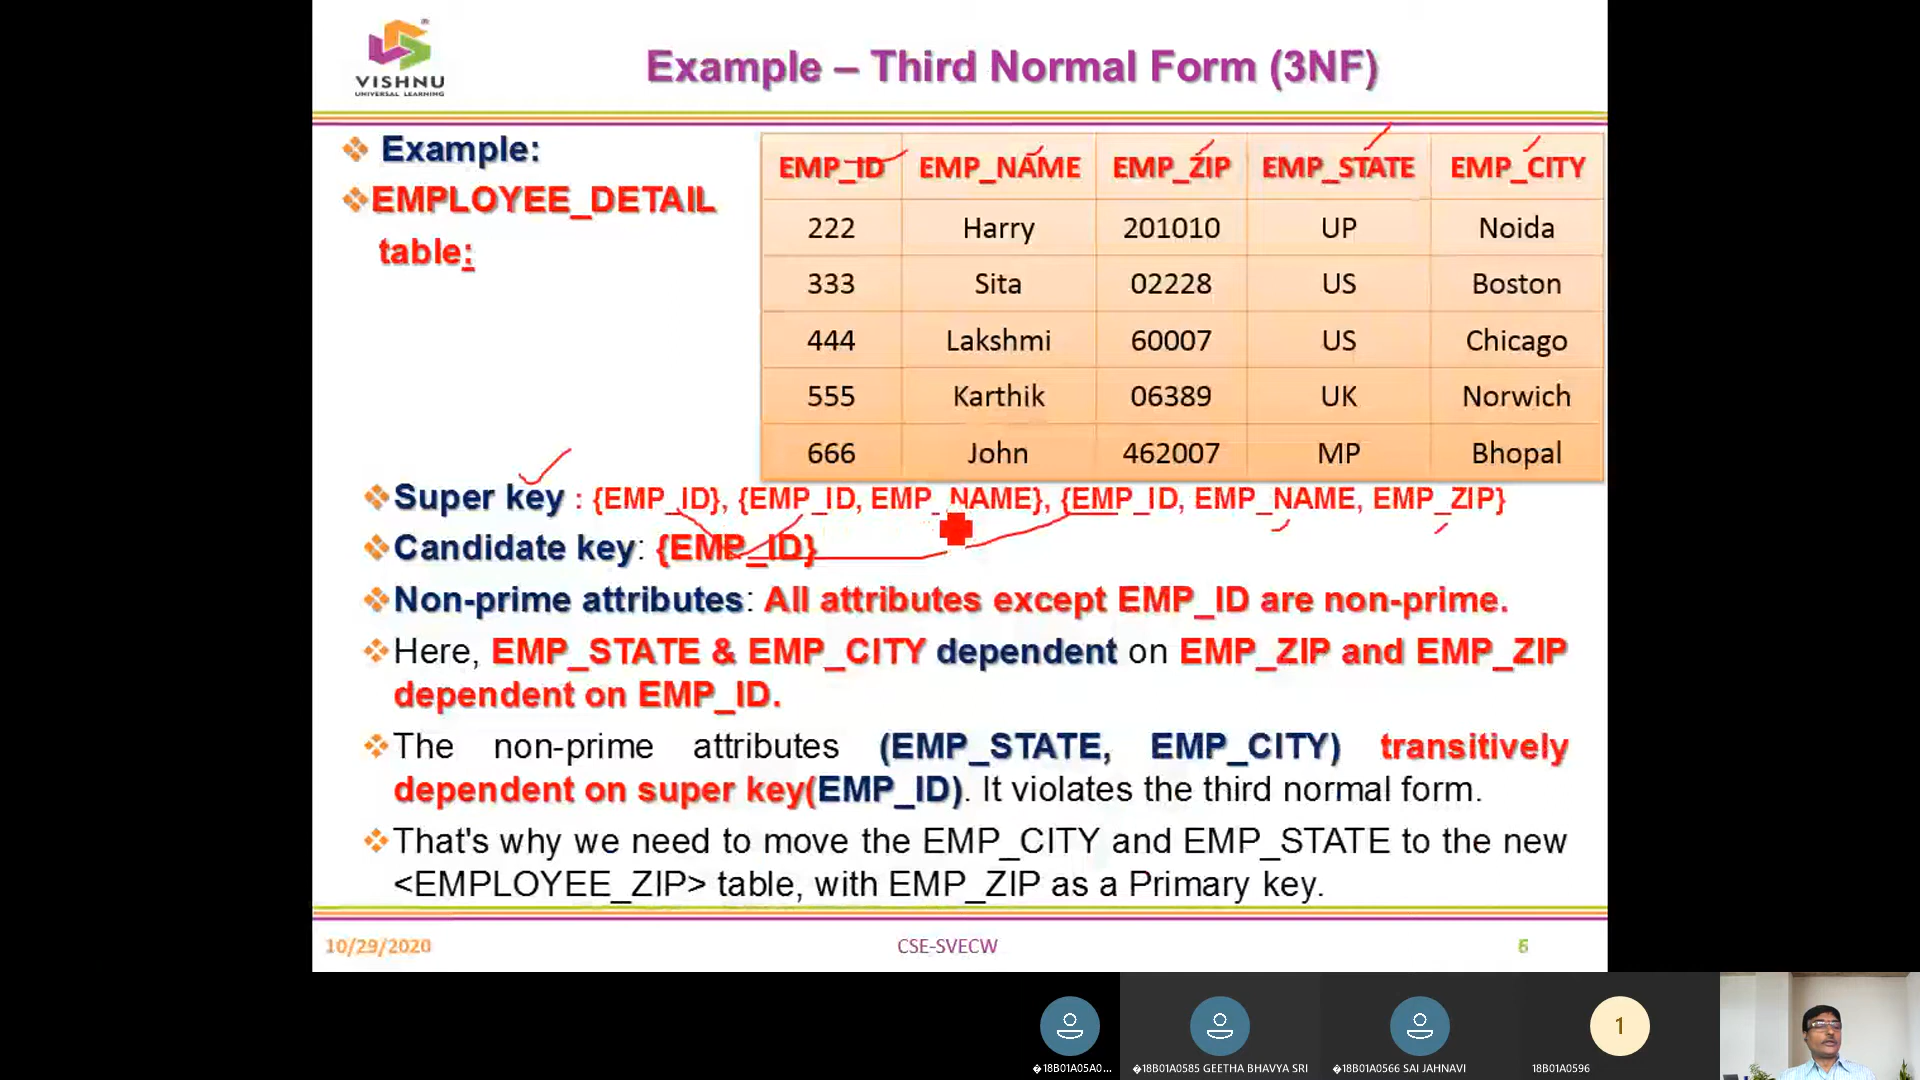 VISHNU
UNIVERSAL LEARNING
Example – Third Normal Form (3NF)
Example:
EMPLOYEE_DETAIL
table:
EMP_ID EMP_NAME EMP_ZIP EMP_STATE EMP_CITY
222 Harry 201010 UP Noida
333 Sita 02228 US Boston
444 Lakshmi 60007 US Chicago
555 Karthik 06389 UK Norwich
666 John 462007 MP Bhopal
Super key : {EMP_ID}, {EMP_ID, EMP_NAME}, {EMP_ID, EMP_NAME, EMP_ZIP}
Candidate key: {EMP_ID}
Non-prime attributes: All attributes except EMP_ID are non-prime.
Here, EMP_STATE & EMP_CITY dependent on EMP_ZIP and EMP_ZIP
dependent on EMP_ID.
The non-prime attributes (EMP_STATE, EMP_CITY) transitively
dependent on super key(EMP_ID). It violates the third normal form.
That's why we need to move the EMP_CITY and EMP_STATE to the new
<EMPLOYEE_ZIP> table, with EMP_ZIP as a Primary key.
10/29/2020 CSE-SVECW
1
�18B01A05A0... �18B01A0585 GEETHA BHAVYA SRI �18B01A0566 SAI JAHNAVI 18B01A0596